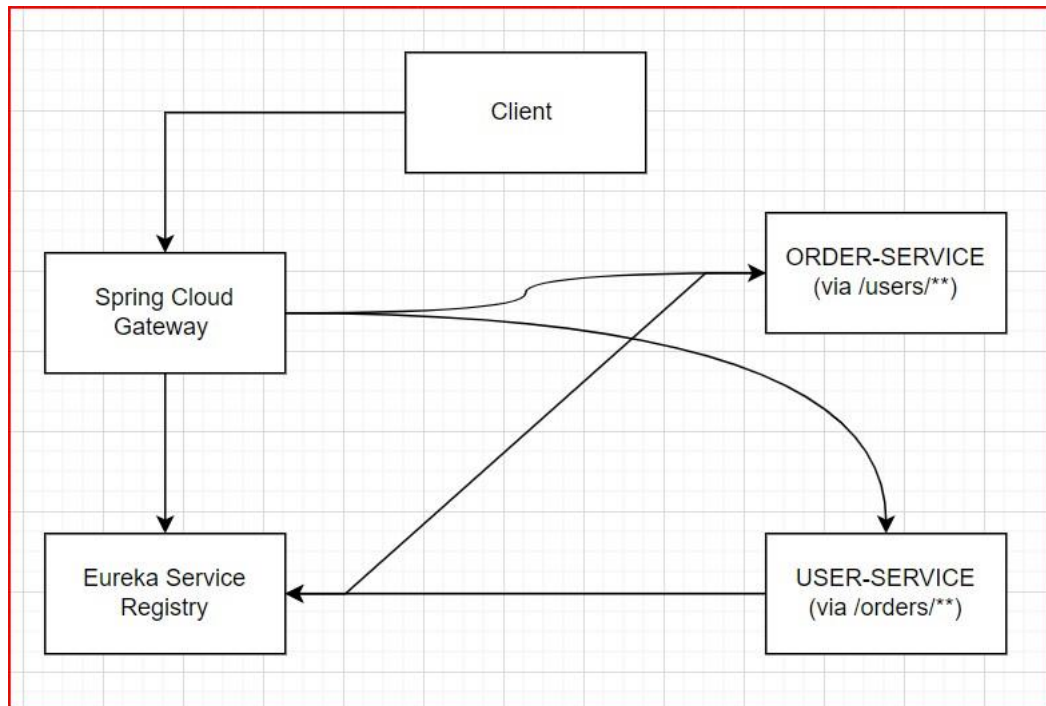 Client
Spring Cloud
Gateway
ORDER-SERVICE
(via /users/**)
Eureka Service
Registry
USER-SERVICE
(via /orders/**)